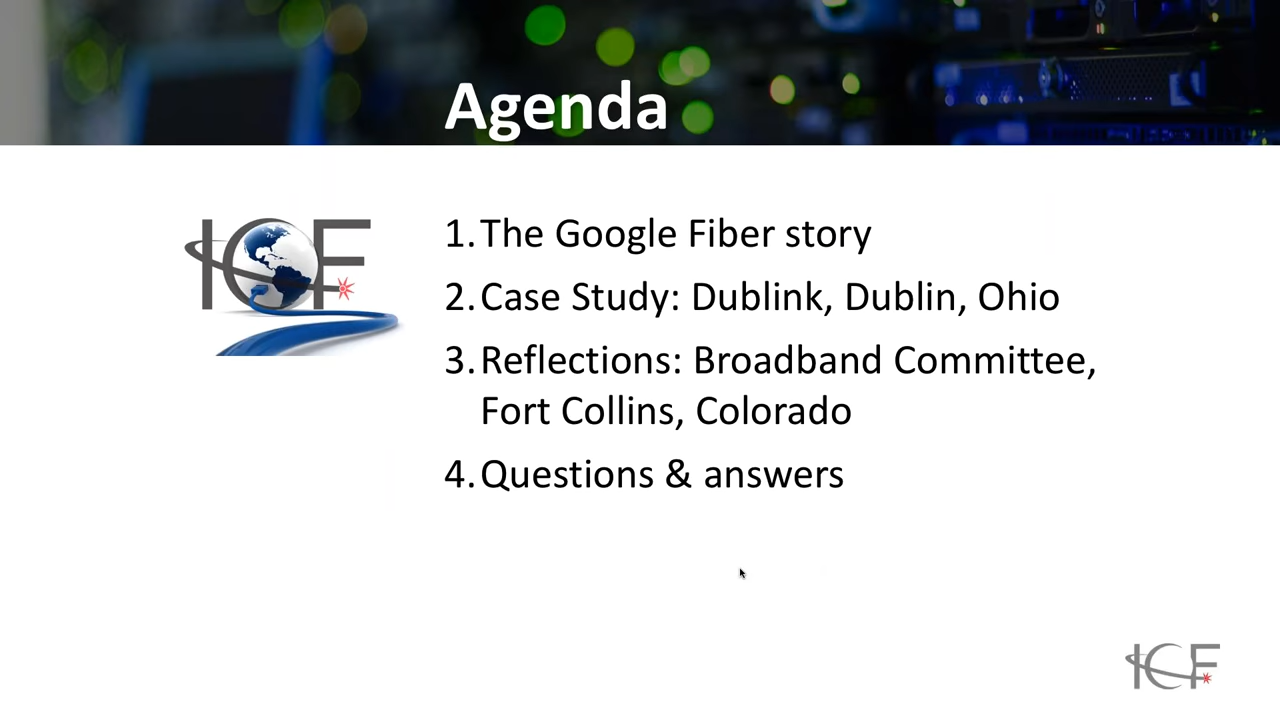 Agenda
ICF
1. The Google Fiber story
2. Case Study: Dublink, Dublin, Ohio
3. Reflections: Broadband Committee,
Fort Collins, Colorado
4. Questions & answers
ICF